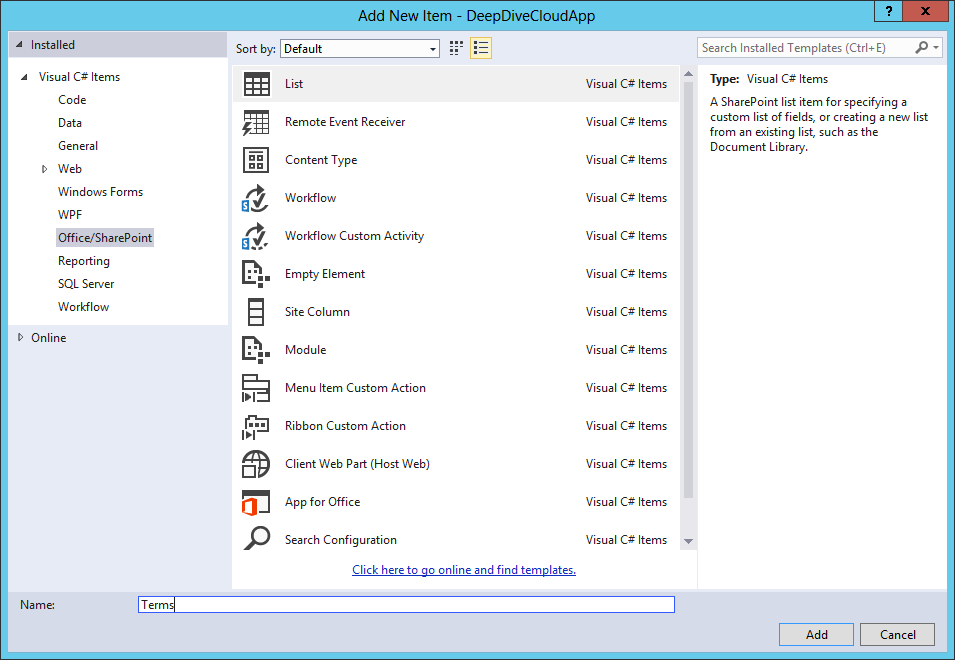 Add New Item - DeepDiveCloudApp
?
x
Installed
Visual C# Items
Code
Data
General
Web
Windows Forms
WPF
Office/SharePoint
Reporting
SQL Server
Workflow
Online
Sort by: Default
List Visual C# Items
Remote Event Receiver Visual C# Items
Content Type Visual C# Items
Workflow Visual C# Items
Workflow Custom Activity Visual C# Items
Empty Element Visual C# Items
Site Column Visual C# Items
Module Visual C# Items
Menu Item Custom Action Visual C# Items
Ribbon Custom Action Visual C# Items
Client Web Part (Host Web) Visual C# Items
App for Office Visual C# Items
Search Configuration Visual C# Items
Click here to go online and find templates.
Search Installed Templates (Ctrl+E)
Type: Visual C# Items
A SharePoint list item for specifying a
custom list of fields, or creating a new list
from an existing list, such as the
Document Library.
Name: Terms
Add Cancel